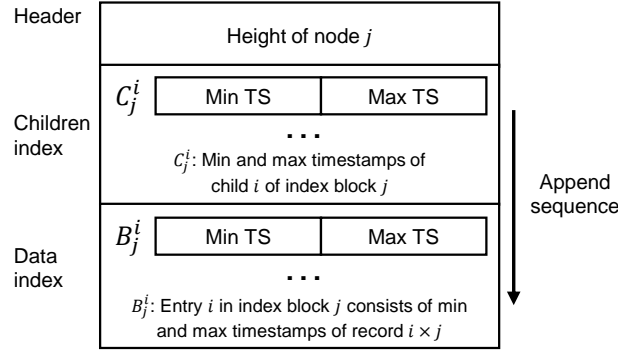 Header
Height of node j
Children
index
C_j^i
Min TS
Max TS
...
C_j^i: Min and max timestamps of
child i of index block j
Data
index
B_j^i
Min TS
Max TS
...
B_j^i: Entry i in index block j consists of min
and max timestamps of record i × j
Append
sequence